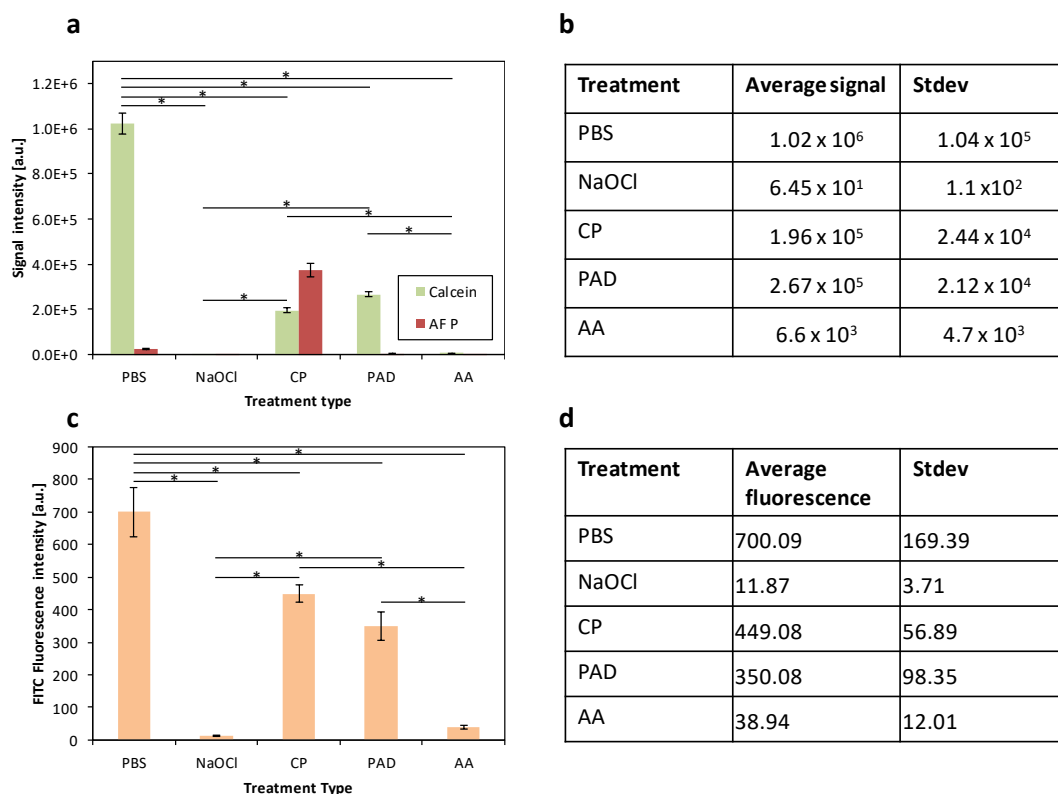 a
Signal intensity [a.u.]
1.2E+6
1.0E+6
8.0E+5
6.0E+5
4.0E+5
2.0E+5
0.0E+0
*
*
*
*
*
*
*
*
Calcein
AF P
PBS NaOCl CP PAD AA
Treatment type
b
Treatment Average signal Stdev
PBS 1.02 x 10⁶ 1.04 x 10⁵
NaOCl 6.45 x 10¹ 1.1 x10²
CP 1.96 x 10⁵ 2.44 x 10⁴
PAD 2.67 x 10⁵ 2.12 x 10⁴
AA 6.6 x 10³ 4.7 x 10³
c
FITC Fluorescence intensity [a.u.]
900
800
700
600
500
400
300
200
100
0
*
*
*
*
*
*
*
*
PBS NaOCl CP PAD AA
Treatment Type
d
Treatment Average Stdev
fluorescence
PBS 700.09 169.39
NaOCl 11.87 3.71
CP 449.08 56.89
PAD 350.08 98.35
AA 38.94 12.01